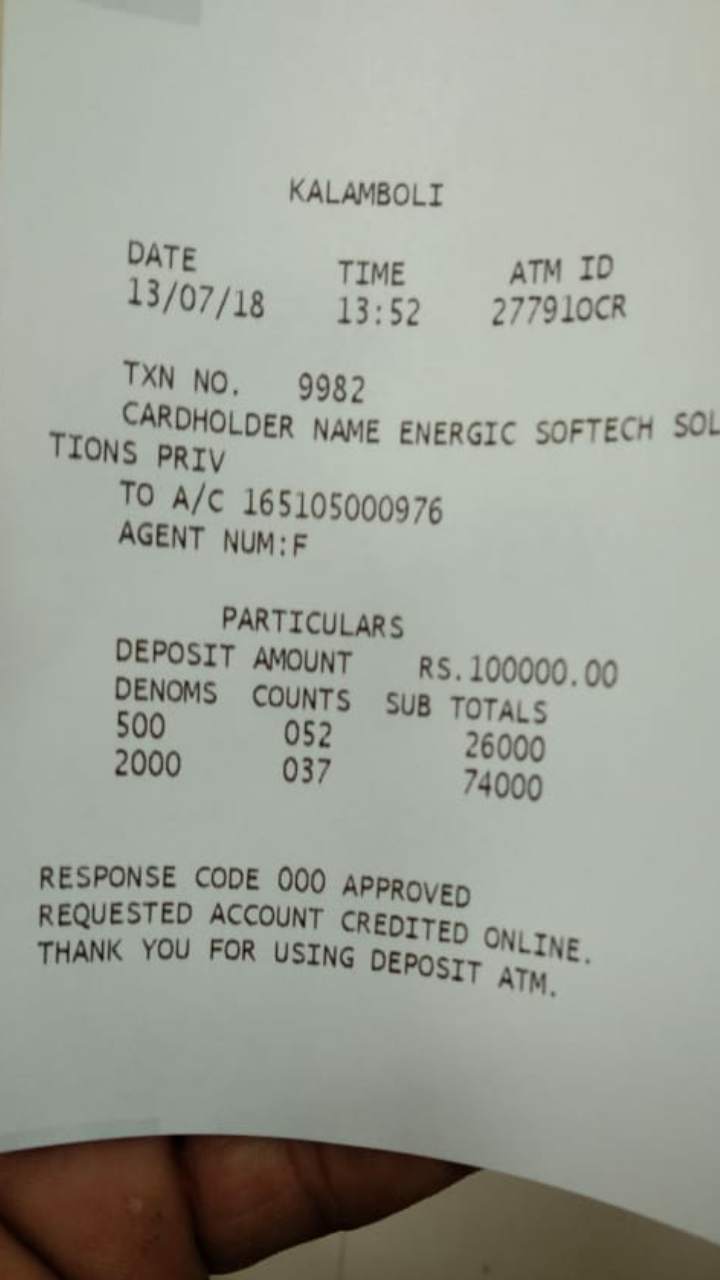 KALAMBOLI
DATE TIME ATM ID
13/07/18 13:52 277910CR
TXN NO. 9982
CARDHOLDER NAME ENERGIC SOFTECH SOL
TIONS PRIV
TO A/C 165105000976
AGENT NUM:F
PARTICULARS
DEPOSIT AMOUNT RS.100000.00
DENOMS COUNTS SUB TOTALS
500 052 26000
2000 037 74000
RESPONSE CODE 000 APPROVED
REQUESTED ACCOUNT CREDITED ONLINE.
THANK YOU FOR USING DEPOSIT ATM.